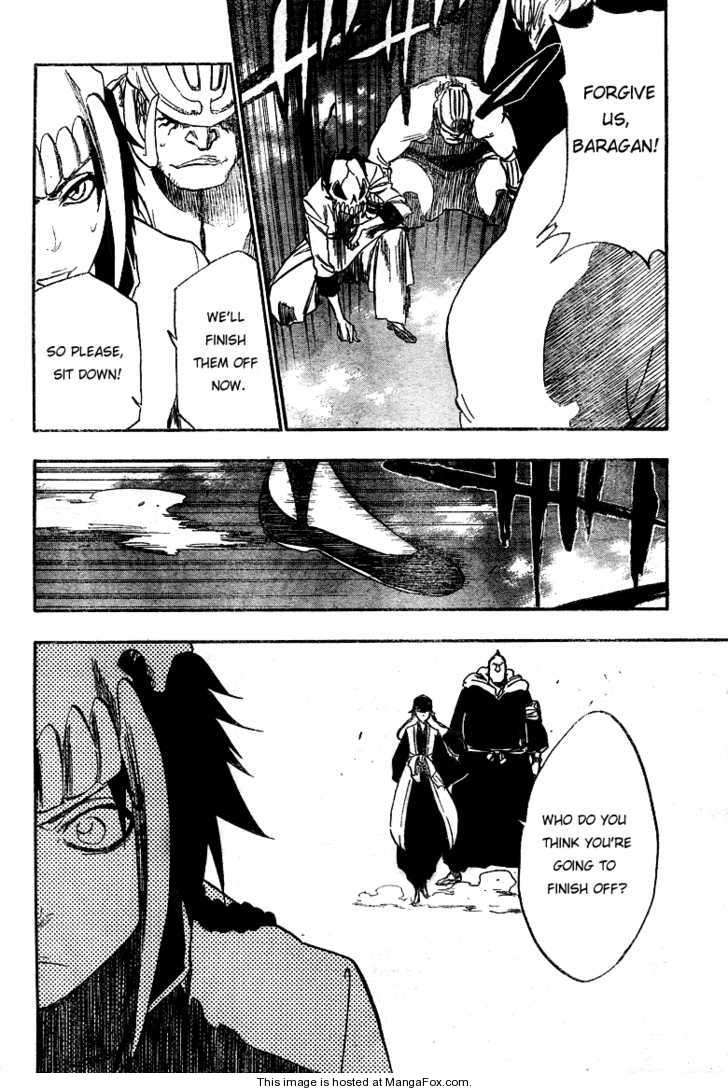 FORGIVE
US,
BARAGAN!
WE'LL
FINISH
THEM OFF
NOW.
SO PLEASE,
SIT DOWN!
WHO DO YOU
THINK YOU'RE
GOING TO
FINISH OFF?
This image is hosted at MangaFox.com.